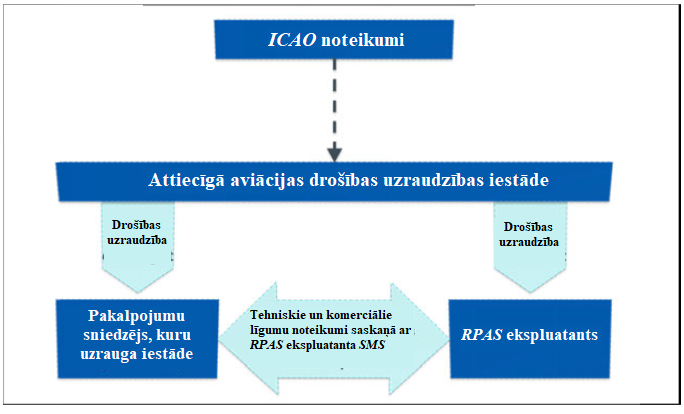 ICAO noteikumi
Attiecīgā aviācijas drošības uzraudzības iestāde
Drošības
uzraudzība
Drošības
uzraudzība
Pakalpojumu
sniedzējs, kuru
uzrauga iestāde
Tehniskie un komerciālie
līgumu noteikumi saskaņā ar
RPAS ekspluatanta SMS
RPAS ekspluatants